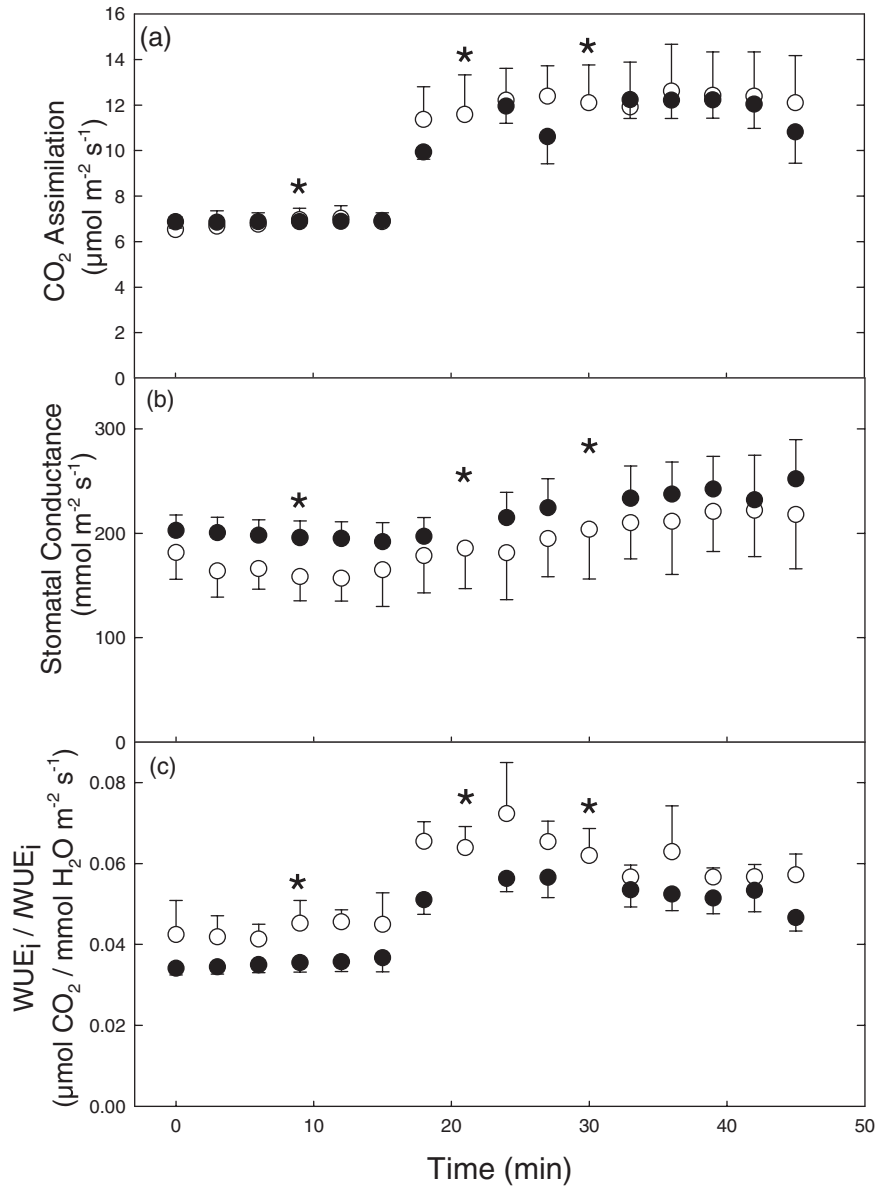 (a)
16
14
12
10
8
6
4
2
0
CO₂ Assimilation
(µmol m⁻² s⁻¹)
*
*
*
(b)
300
200
100
0
Stomatal Conductance
(mmol m⁻² s⁻¹)
*
*
*
(c)
0.08
0.06
0.04
0.02
0.00
WUEᵢ / IWUEᵢ
(µmol CO₂ / mmol H₂O m⁻² s⁻¹)
*
*
*
0 10 20 30 40 50
Time (min)